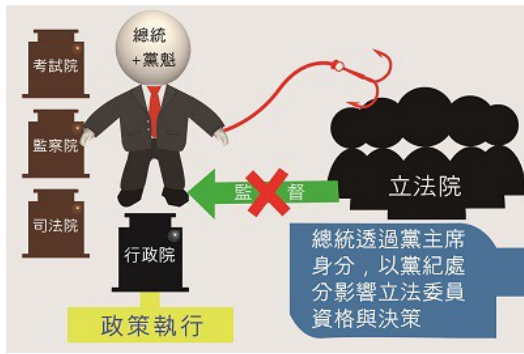 總統
+黨魁
考試院
監察院
司法院
監督
立法院
行政院
政策執行
總統透過黨主席
身分，以黨紀處
分影響立法委員
資格與決策